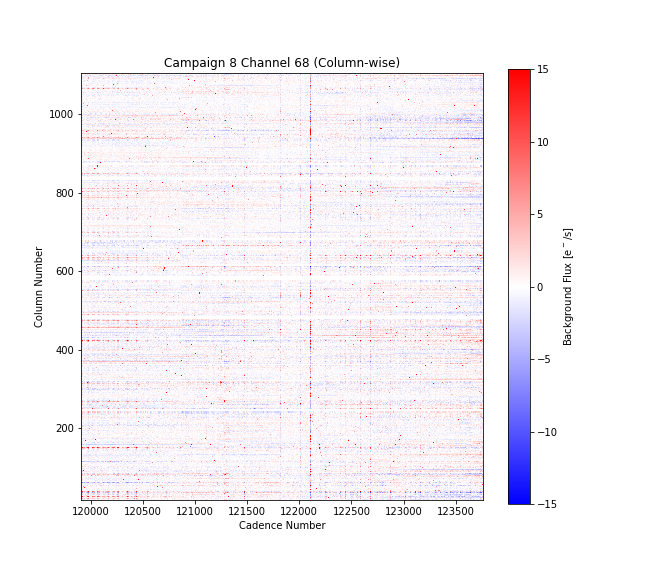 Campaign 8 Channel 68 (Column-wise)
1000
800
600
400
200
Column Number
120000 120500 121000 121500 122000 122500 123000 123500
Cadence Number
15
10
5
0
−5
−10
−15
Background Flux [e⁻/s]